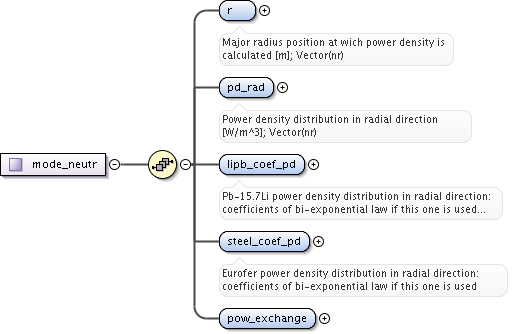 r
Major radius position at wich power density is
calculated [m]; Vector(nr)
pd_rad
Power density distribution in radial direction
[W/m^3]; Vector(nr)
mode_neutr
lipb_coef_pd
Pb-15.7Li power density distribution in radial direction:
coefficients of bi-exponential law if this one is used...
steel_coef_pd
Eurofer power density distribution in radial direction:
coefficients of bi-exponential law if this one is used
pow_exchange